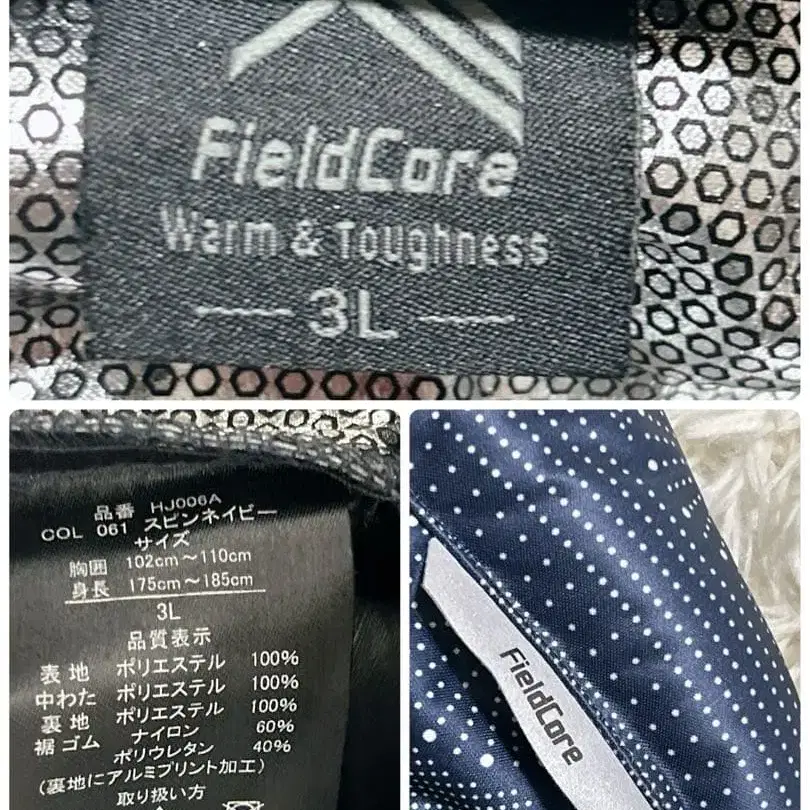 FieldCore
Warm & Toughness
3L
品番 HJ006A
COL 061 スピンネイビー
サイズ
胸囲 102cm～110cm
身長 175cm～185cm
3L
品質表示
表地 ポリエステル 100%
中わた ポリエステル 100%
裏地 ポリエステル 100%
裾ゴム ナイロン 60%
ポリウレタン 40%
(裏地にアルミプリント加工)
取り扱い方
FieldCore